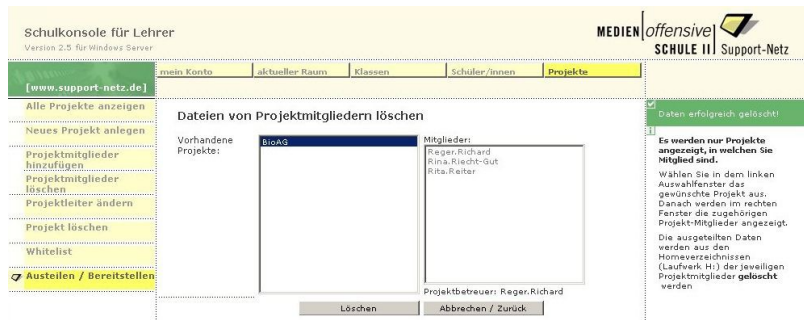 Schulkonsole für Lehrer
Version 2.5 für Windows Server
MEDIEN offensive
SCHULE II Support-Netz
mein Konto
aktueller Raum
Klassen
Schüler/innen
Projekte
[www.support-netz.de]
Alle Projekte anzeigen
Neues Projekt anlegen
Projektmitglieder
hinzufügen
Projektmitglieder
löschen
Projektleiter ändern
Projekt löschen
Whitelist
Austeilen / Bereitstellen
Dateien von Projektmitgliedern löschen
Vorhandene
Projekte:
BioAG
Mitglieder:
Reger.Richard
Rina.Riecht-Gut
Rita.Reiter
Projektbetreuer: Reger.Richard
Löschen
Abbrechen / Zurück
Daten erfolgreich gelöscht!
Es werden nur Projekte
angezeigt, in welchen Sie
Mitglied sind.
Wählen Sie in dem linken
Auswahlfenster das
gewünschte Projekt aus.
Danach werden im rechten
Fenster die zugehörigen
Projekt-Mitglieder angezeigt.
Die ausgeteilten Daten
werden aus den
Homeverzeichnissen
(Laufwerk H:) der jeweiligen
Projektmitglieder gelöscht
werden